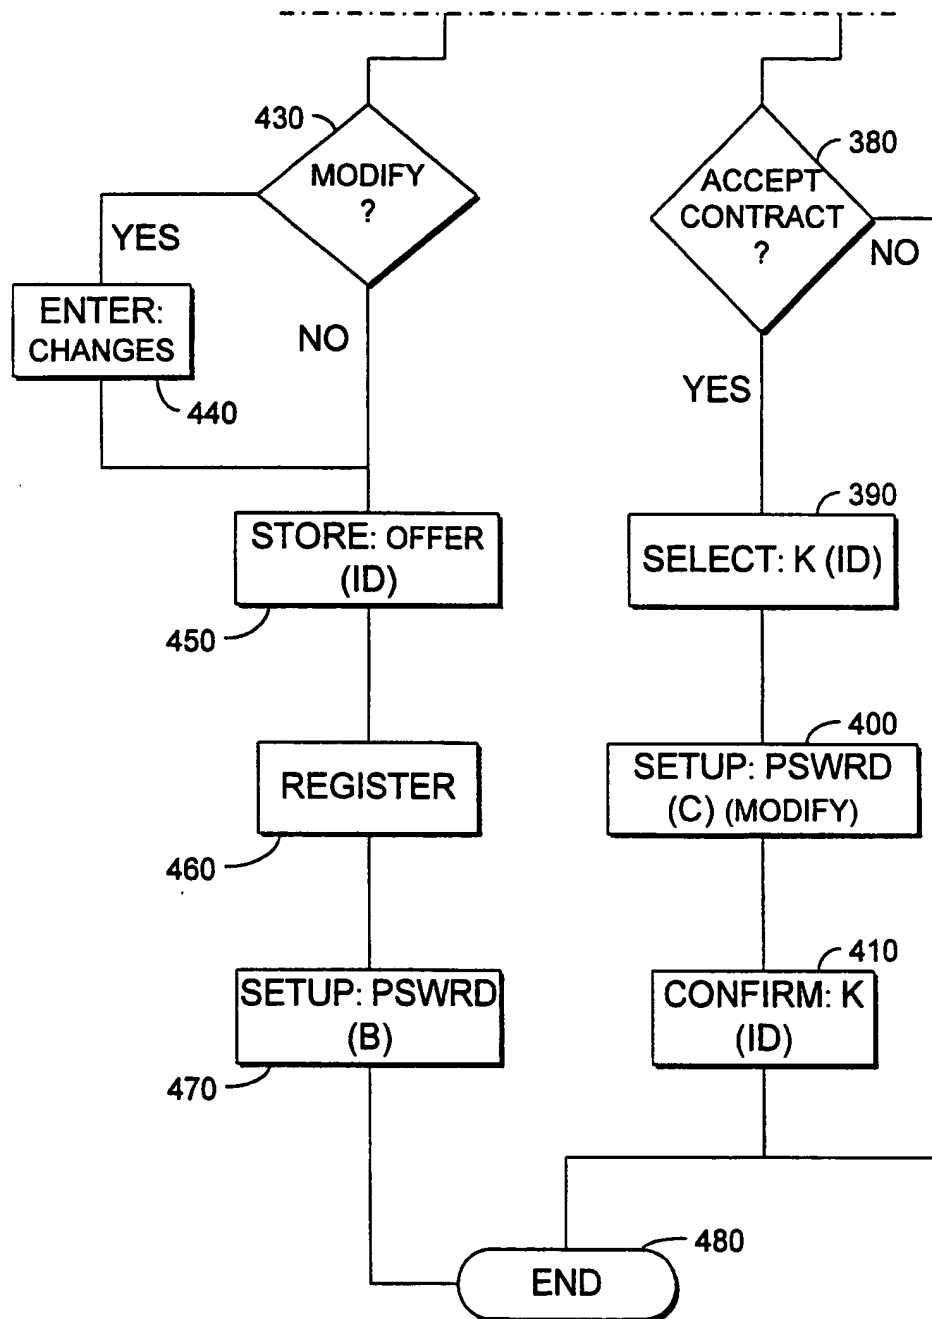 430
MODIFY
?
YES
NO
ENTER:
CHANGES
440
STORE: OFFER
(ID)
450
REGISTER
460
SETUP: PSWRD
(B)
470
380
ACCEPT
CONTRACT
?
NO
YES
390
SELECT: K (ID)
400
SETUP: PSWRD
(C) (MODIFY)
410
CONFIRM: K
(ID)
480
END